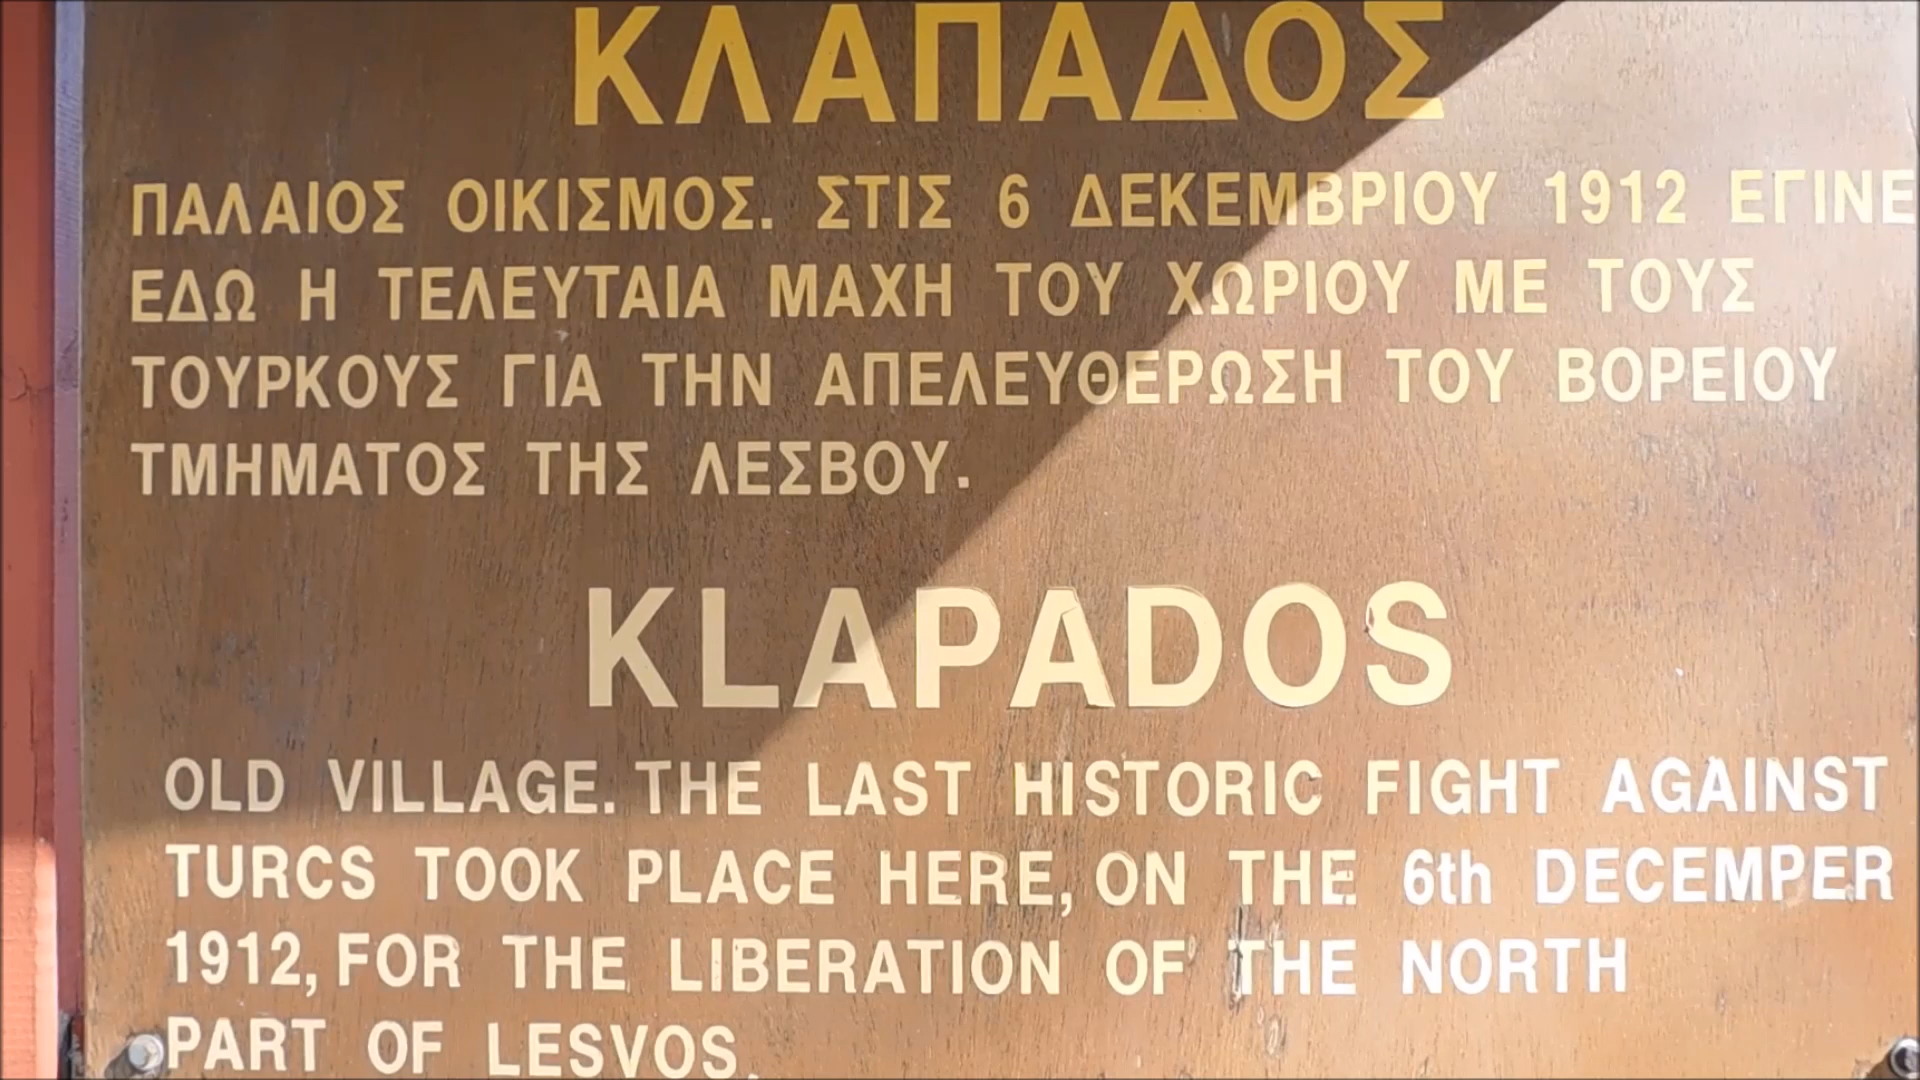 ΚΛΑΠΑΔΟΣ
ΠΑΛΑΙΟΣ ΟΙΚΙΣΜΟΣ. ΣΤΙΣ 6 ΔΕΚΕΜΒΡΙΟΥ 1912 ΕΓΙΝΕ
ΕΔΩ Η ΤΕΛΕΥΤΑΙΑ ΜΑΧΗ ΤΟΥ ΧΩΡΙΟΥ ΜΕ ΤΟΥΣ
ΤΟΥΡΚΟΥΣ ΓΙΑ ΤΗΝ ΑΠΕΛΕΥΘΕΡΩΣΗ ΤΟΥ ΒΟΡΕΙΟΥ
ΤΜΗΜΑΤΟΣ ΤΗΣ ΛΕΣΒΟΥ.
KLAPADOS
OLD VILLAGE. THE LAST HISTORIC FIGHT AGAINST
TURCS TOOK PLACE HERE, ON THE 6th DECEMPER
1912, FOR THE LIBERATION OF THE NORTH
PART OF LESVOS.